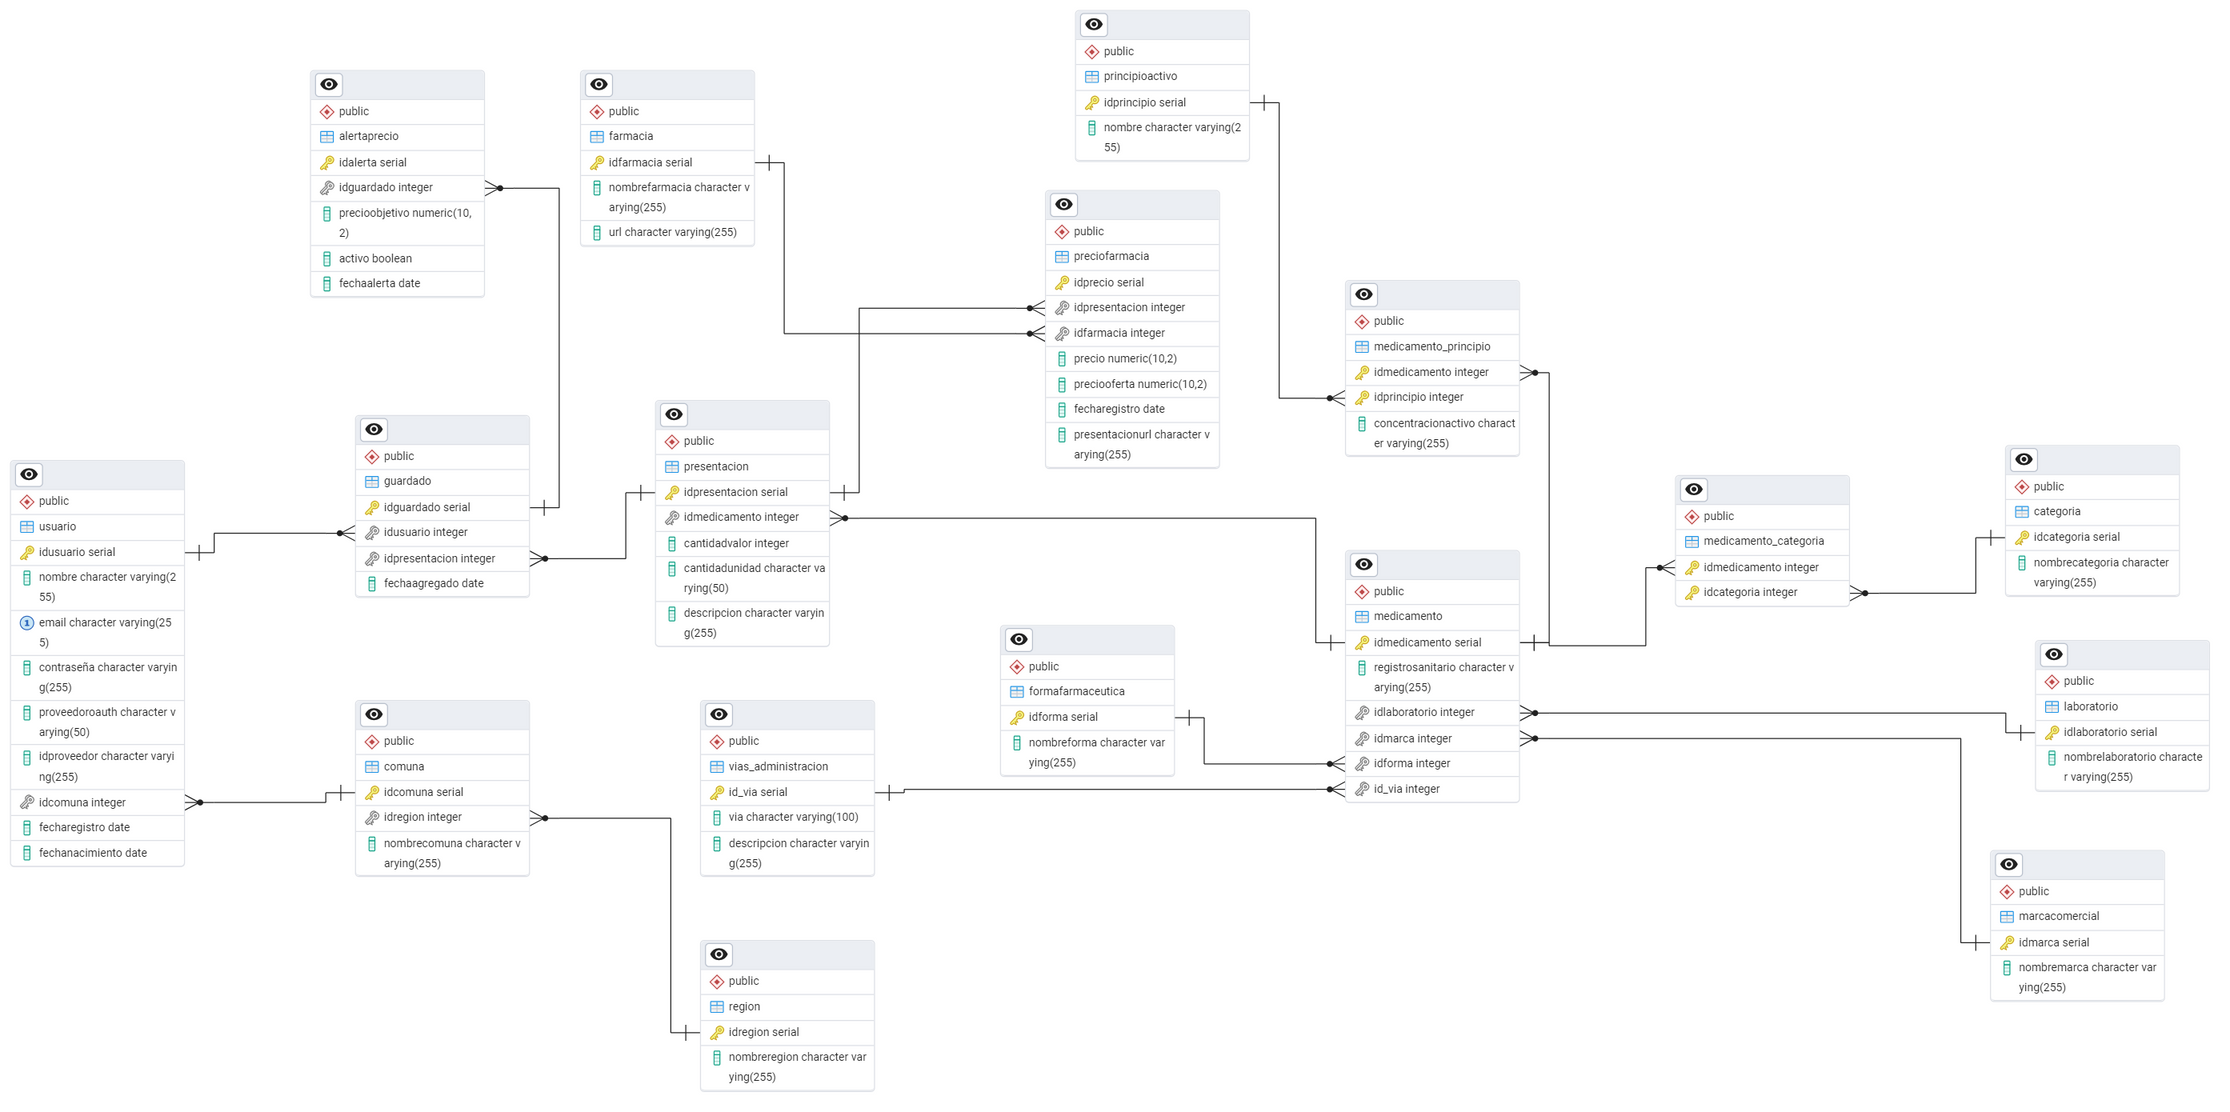 public
principioactivo
idprincipio serial
nombre character varying(2
55)
public
alertaprecio
idalerta serial
idguardado integer
precioobjetivo numeric(10,
2)
activo boolean
fechaalerta date
public
farmacia
idfarmacia serial
nombrefarmacia character v
arying(255)
url character varying(255)
public
preciofarmacia
idprecio serial
idpresentacion integer
idfarmacia integer
precio numeric(10,2)
preciooferta numeric(10,2)
fecharegistro date
presentacionurl character v
arying(255)
public
medicamento_principio
idmedicamento integer
idprincipio integer
concentracionactivo charact
er varying(255)
public
usuario
idusuario serial
nombre character varying(2
55)
1 email character varying(25
5)
contraseña character varyin
g(255)
proveedoroauth character v
arying(50)
idproveedor character varyi
ng(255)
idcomuna integer
fecharegistro date
fechanacimiento date
public
guardado
idguardado serial
idusuario integer
idpresentacion integer
fechaagregado date
public
presentacion
idpresentacion serial
idmedicamento integer
cantidadvalor integer
cantidadunidad character va
rying(50)
descripcion character varyin
g(255)
public
medicamento_categoria
idmedicamento integer
idcategoria integer
public
categoria
idcategoria serial
nombrecategoria character
varying(255)
public
medicamento
idmedicamento serial
registrosanitario character v
arying(255)
idlaboratorio integer
idmarca integer
idforma integer
id_via integer
public
formafarmaceutica
idforma serial
nombreforma character var
ying(255)
public
laboratorio
idlaboratorio serial
nombrelaboratorio characte
r varying(255)
public
comuna
idcomuna serial
idregion integer
nombrecomuna character v
arying(255)
public
vias_administracion
id_via serial
via character varying(100)
descripcion character varyin
g(255)
public
marcacomercial
idmarca serial
nombremarca character var
ying(255)
public
region
idregion serial
nombreregion character var
ying(255)